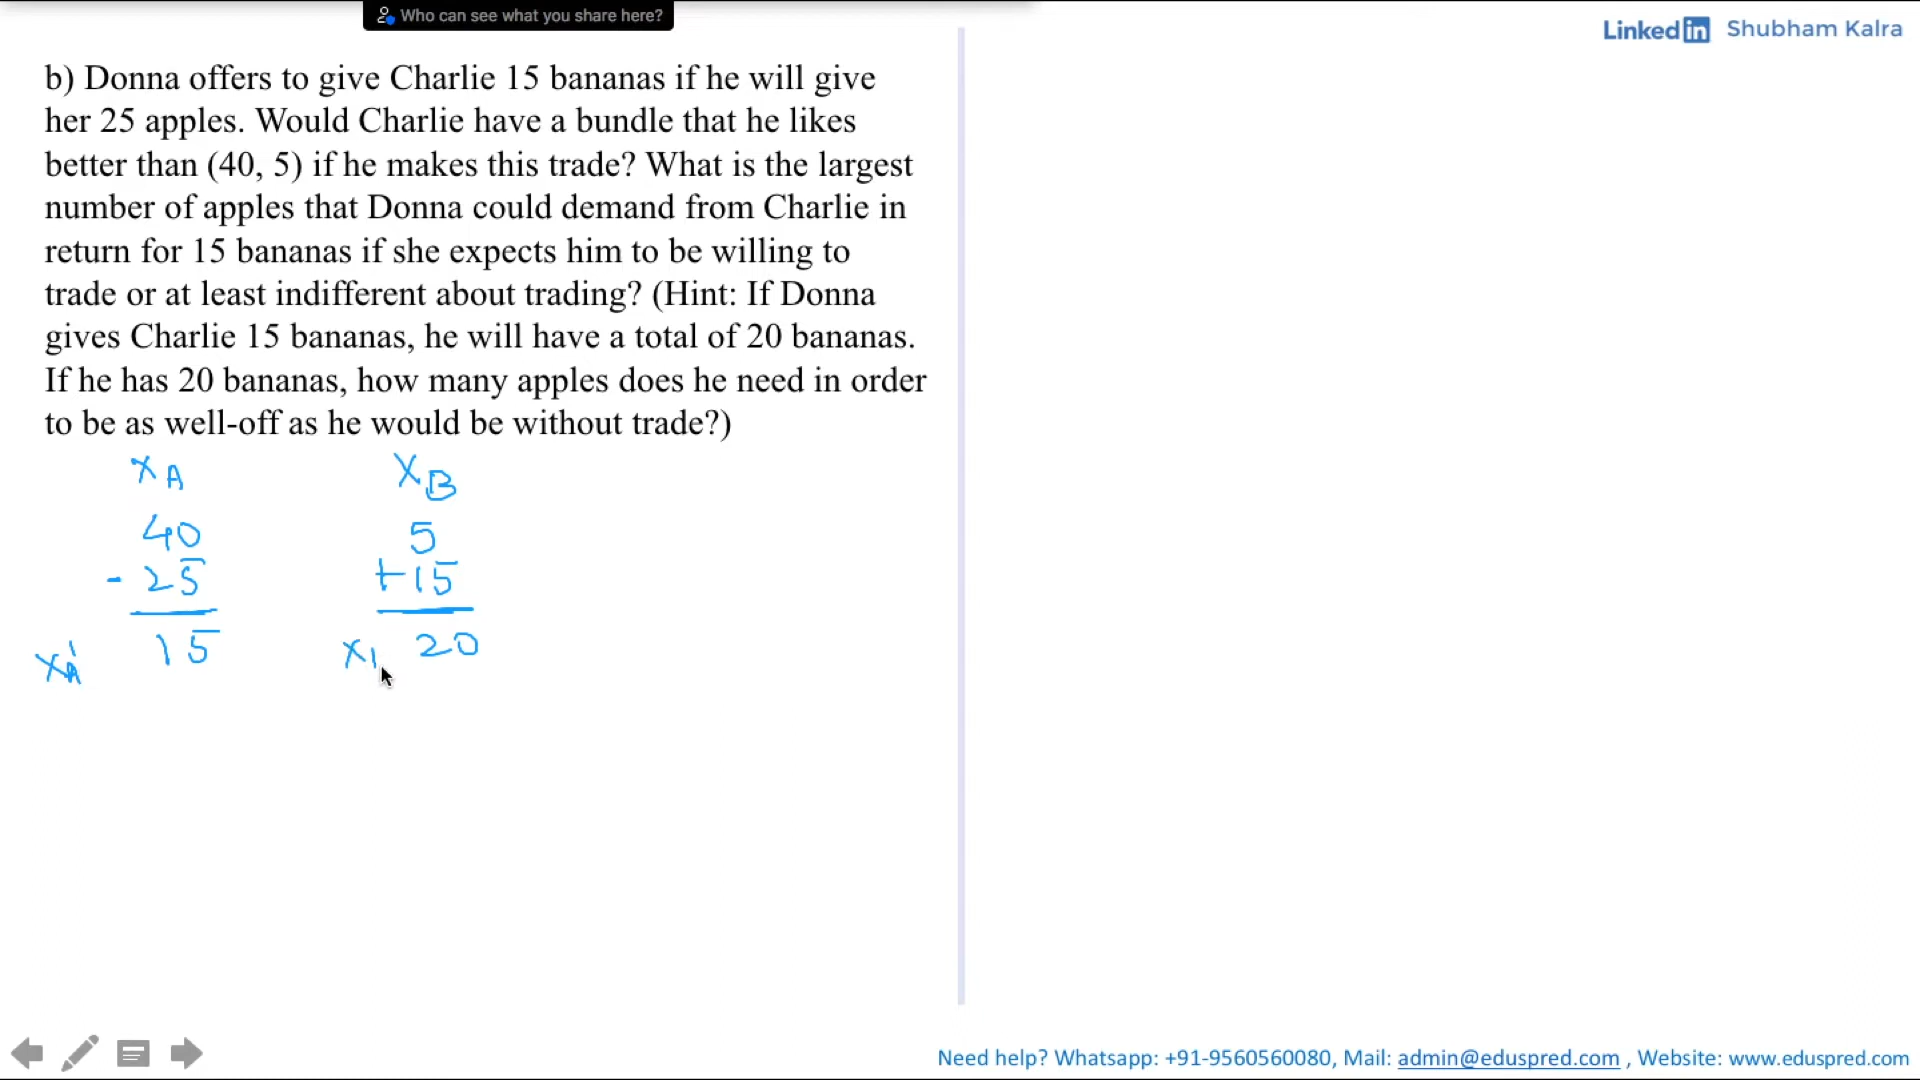 Who can see what you share here?
Linked in Shubham Kalra
b) Donna offers to give Charlie 15 bananas if he will give
her 25 apples. Would Charlie have a bundle that he likes
better than (40, 5) if he makes this trade? What is the largest
number of apples that Donna could demand from Charlie in
return for 15 bananas if she expects him to be willing to
trade or at least indifferent about trading? (Hint: If Donna
gives Charlie 15 bananas, he will have a total of 20 bananas.
If he has 20 bananas, how many apples does he need in order
to be as well-off as he would be without trade?)
X A X B
40 5
- 25 +15
X'A 15 X1 20
Need help? Whatsapp: +91-9560560080, Mail: admin@eduspred.com , Website: www.eduspred.com